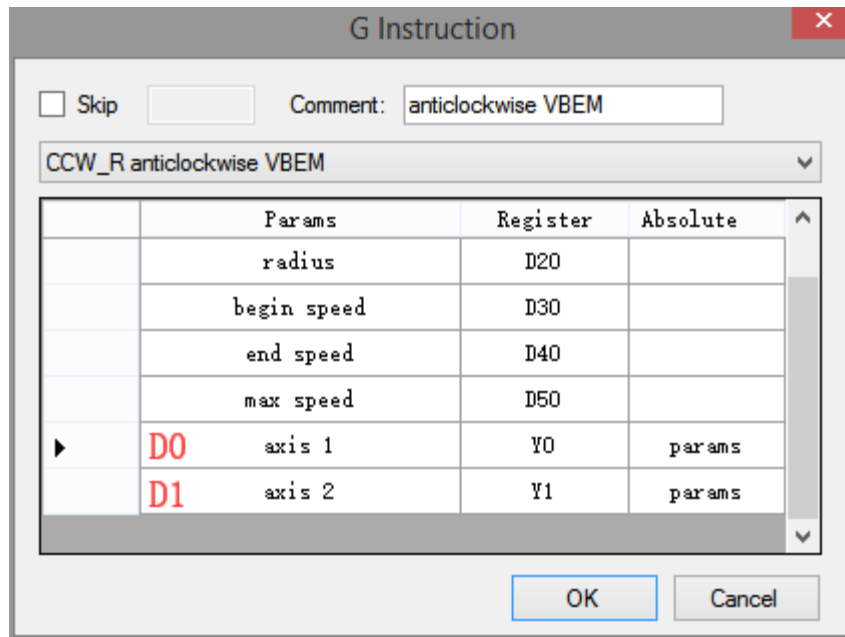 G Instruction
Skip Comment: anticlockwise VBEM
CCW_R anticlockwise VBEM
Params Register Absolute
radius D20
begin speed D30
end speed D40
max speed D50
D0 axis 1 Y0 params
D1 axis 2 Y1 params
OK Cancel